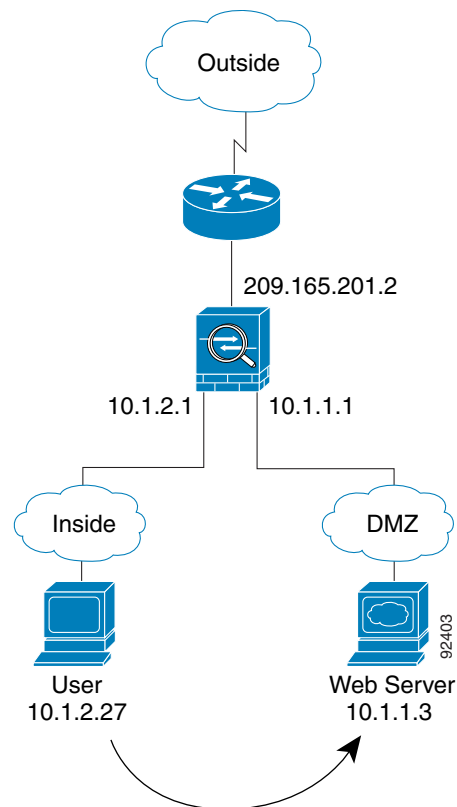 Outside
209.165.201.2
10.1.2.1
10.1.1.1
Inside
DMZ
92403
User
10.1.2.27
Web Server
10.1.1.3